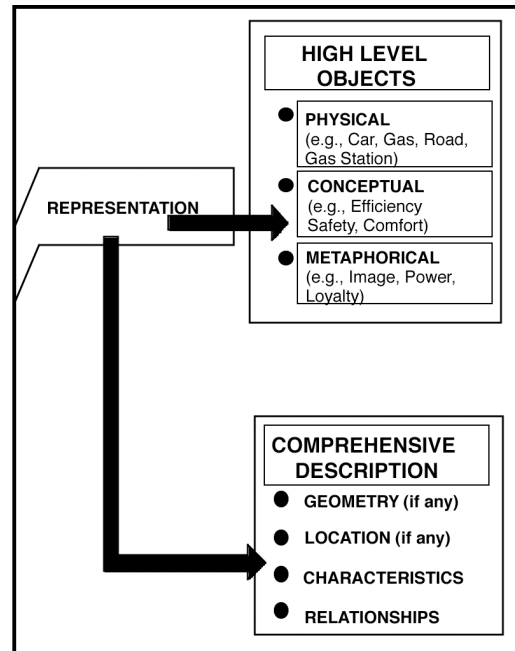 HIGH LEVEL
OBJECTS
PHYSICAL
(e.g., Car, Gas, Road,
Gas Station)
REPRESENTATION
CONCEPTUAL
(e.g., Efficiency
Safety, Comfort)
METAPHORICAL
(e.g., Image, Power,
Loyalty)
COMPREHENSIVE
DESCRIPTION
GEOMETRY (if any)
LOCATION (if any)
CHARACTERISTICS
RELATIONSHIPS